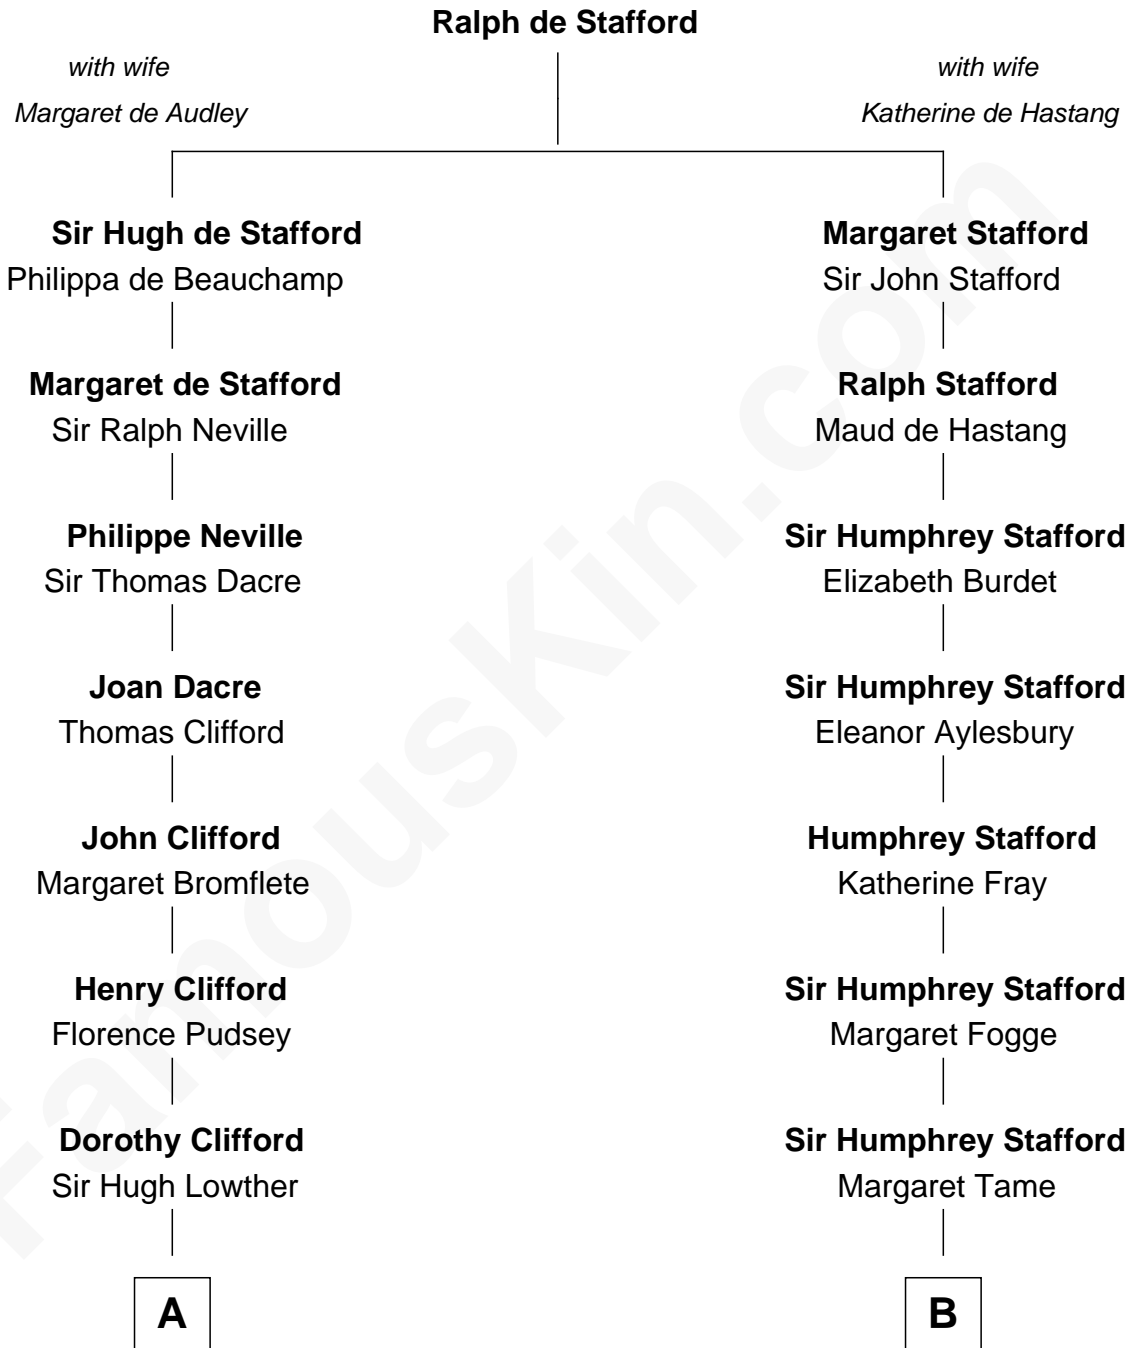 Ralph de Stafford
with wife
Margaret de Audley
with wife
Katherine de Hastang
Sir Hugh de Stafford
Philippa de Beauchamp
Margaret de Stafford
Sir Ralph Neville
Philippe Neville
Sir Thomas Dacre
Joan Dacre
Thomas Clifford
John Clifford
Margaret Bromflete
Henry Clifford
Florence Pudsey
Dorothy Clifford
Sir Hugh Lowther
A
Margaret Stafford
Sir John Stafford
Ralph Stafford
Maud de Hastang
Sir Humphrey Stafford
Elizabeth Burdet
Sir Humphrey Stafford
Eleanor Aylesbury
Humphrey Stafford
Katherine Fray
Sir Humphrey Stafford
Margaret Fogge
Sir Humphrey Stafford
Margaret Tame
B
FamousKin.com